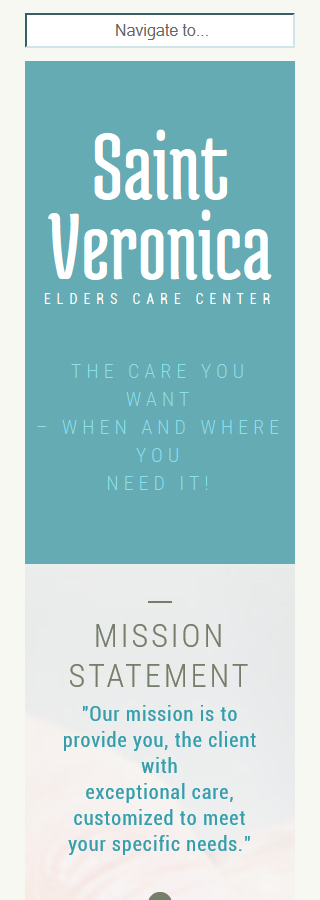 Navigate to...
Saint
Veronica
ELDERS CARE CENTER
THE CARE YOU
WANT
– WHEN AND WHERE
YOU
NEED IT!
MISSION
STATEMENT
"Our mission is to
provide you, the client
with
exceptional care,
customized to meet
your specific needs."